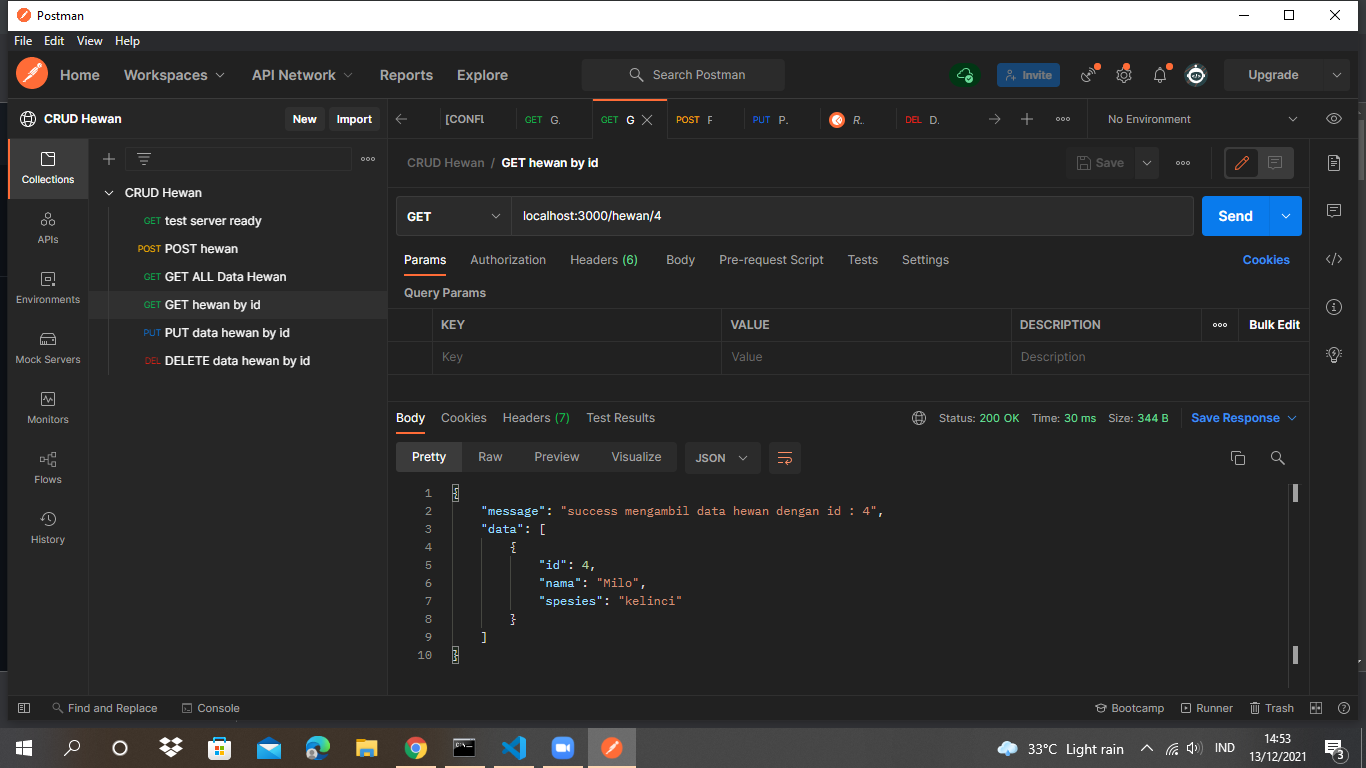 Postman
File Edit View Help
Home Workspaces API Network Reports Explore Search Postman Invite Upgrade
CRUD Hewan New Import
[CONFL GET G. GET G POST F PUT P. R. DEL D. No Environment
Collections
APIs
Environments
Mock Servers
Monitors
Flows
History
CRUD Hewan
GET test server ready
POST POST hewan
GET GET ALL Data Hewan
GET GET hewan by id
PUT PUT data hewan by id
DEL DELETE data hewan by id
CRUD Hewan / GET hewan by id Save
GET localhost:3000/hewan/4 Send
Params Authorization Headers (6) Body Pre-request Script Tests Settings Cookies
Query Params
KEY VALUE DESCRIPTION Bulk Edit
Key Value Description
Body Cookies Headers (7) Test Results Status: 200 OK Time: 30 ms Size: 344 B Save Response
Pretty Raw Preview Visualize JSON
1 {
2 "message": "success mengambil data hewan dengan id : 4",
3 "data": [
4 {
5 "id": 4,
6 "nama": "Milo",
7 "spesies": "kelinci"
8 }
9 ]
10 }
Find and Replace Console Bootcamp Runner Trash
33°C Light rain IND 14:53
13/12/2021 3